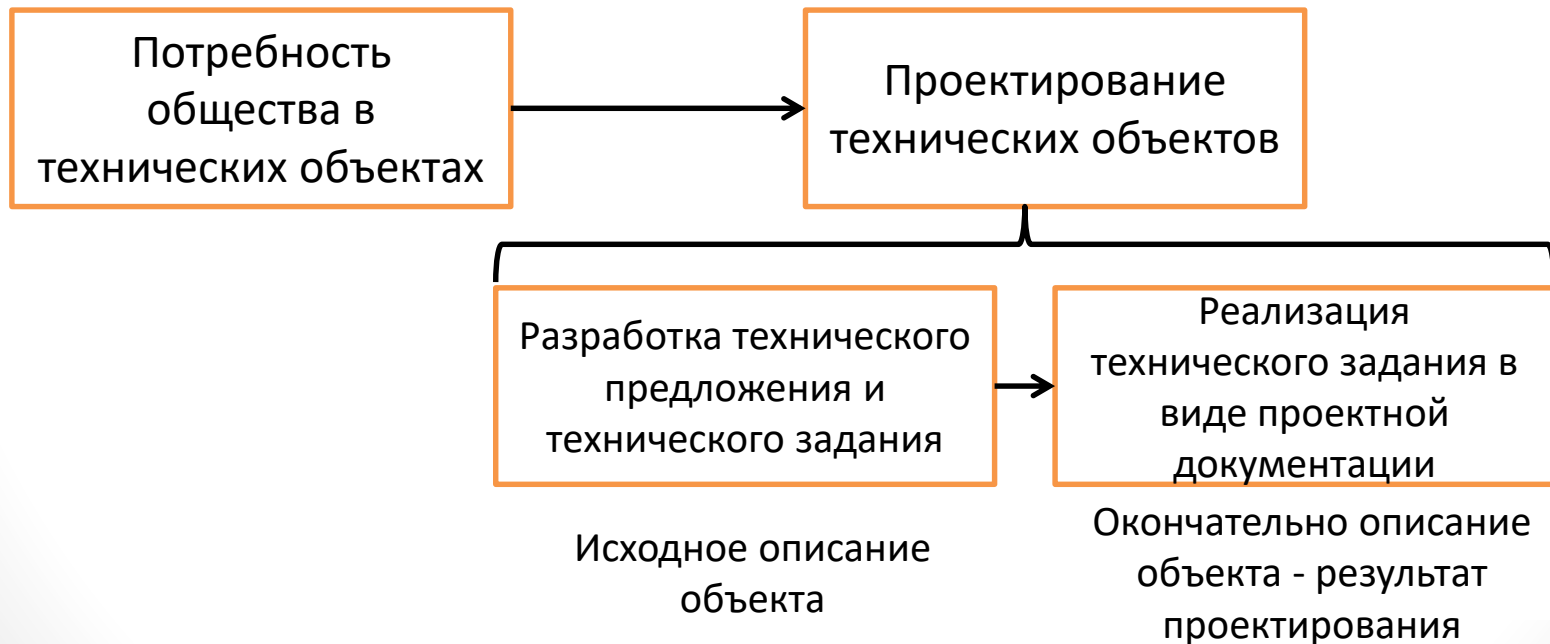 Потребность
общества в
технических объектах
Проектирование
технических объектов
Разработка технического
предложения и
технического задания
Реализация
технического задания в
виде проектной
документации
Исходное описание
объекта
Окончательно описание
объекта - результат
проектирования